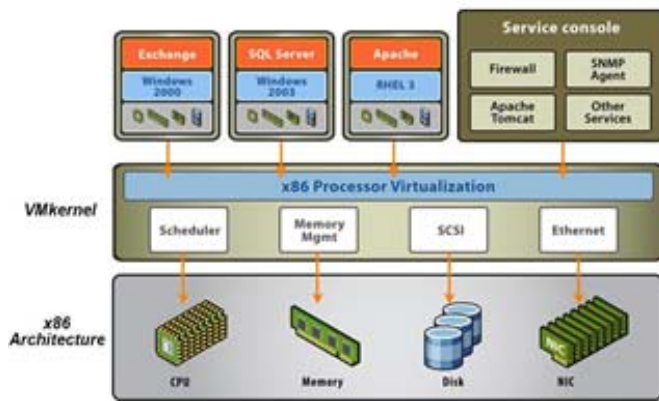 Exchange
Windows
2000
SQL Server
Windows
2003
Apache
RHEL 3
Service console
Firewall
SNMP
Agent
Apache
Tomcat
Other
Services
VMkernel
x86 Processor Virtualization
Scheduler
Memory
Mgmt
SCSI
Ethernet
x86
Architecture
CPU
Memory
Disk
NIC
NIC